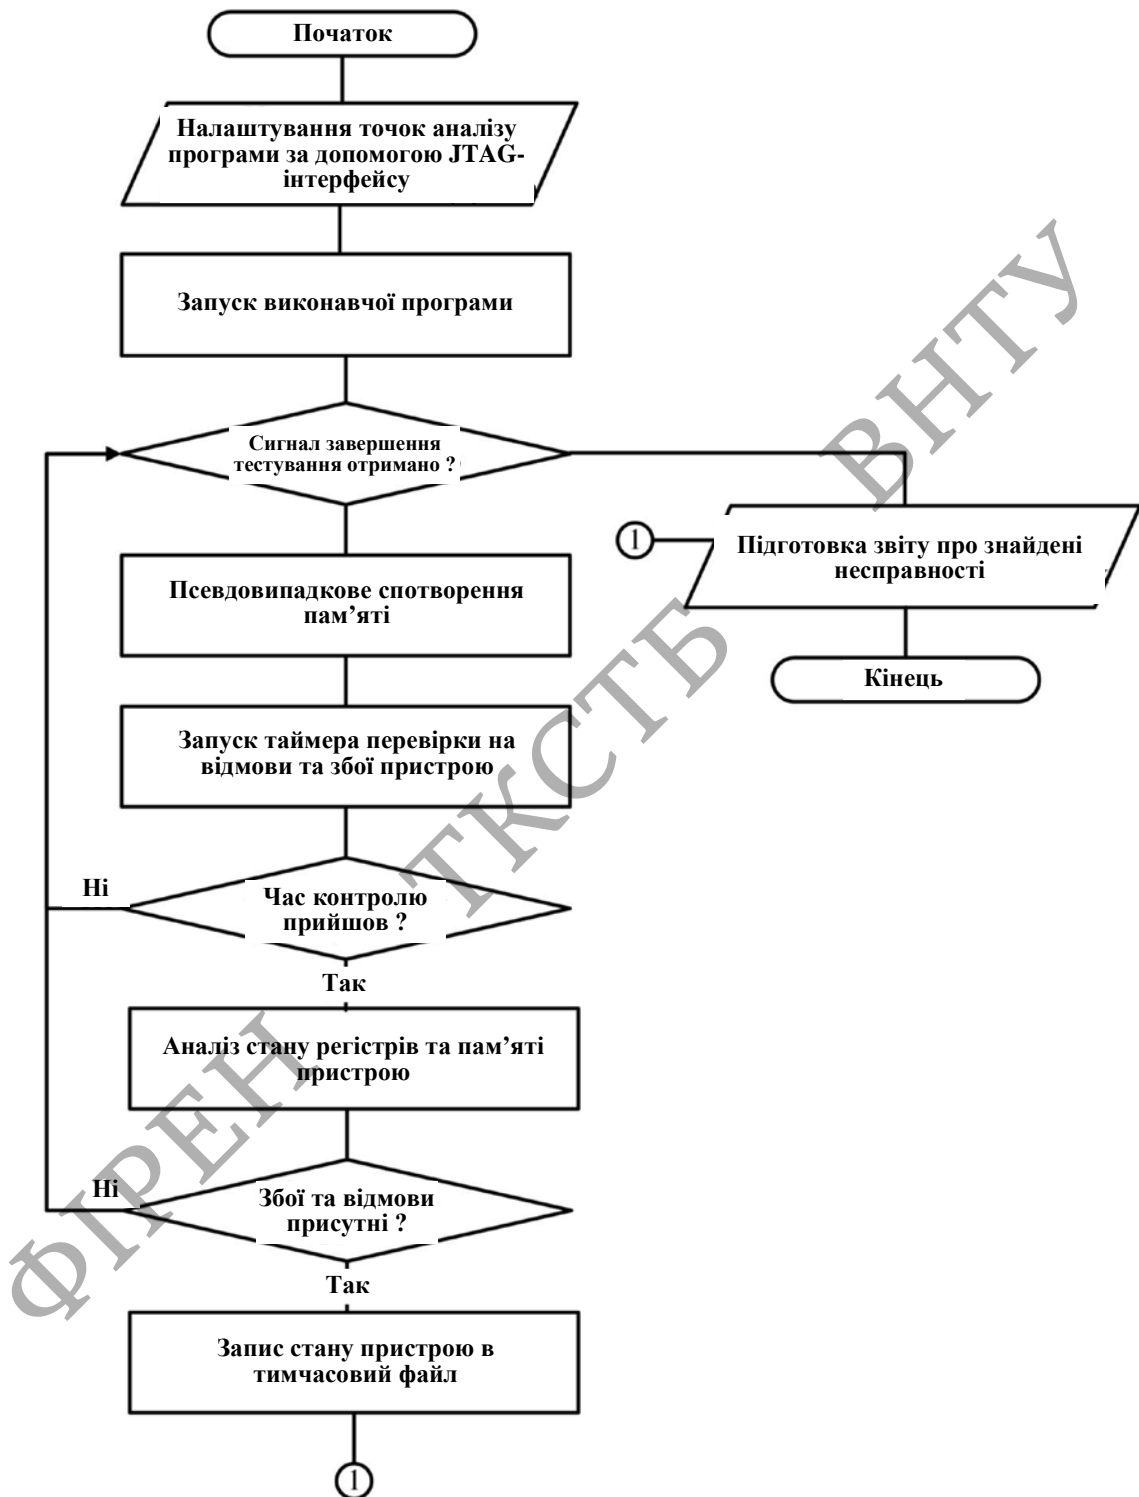 Початок
Налаштування точок аналізу
програми за допомогою JTAG-
інтерфейсу
Запуск виконавчої програми
Сигнал завершення
тестування отримано ?
Псевдовипадкове спотворення
пам’яті
Запуск таймера перевірки на
відмови та збої пристрою
Час контролю
прийшов ?
Ні
Так
Аналіз стану регістрів та пам’яті
пристрою
Збої та відмови
присутні ?
Ні
Так
Запис стану пристрою в
тимчасовий файл
1
1
Підготовка звіту про знайдені
несправності
Кінець
ФІРЕН ТКСТБ ВНТУ